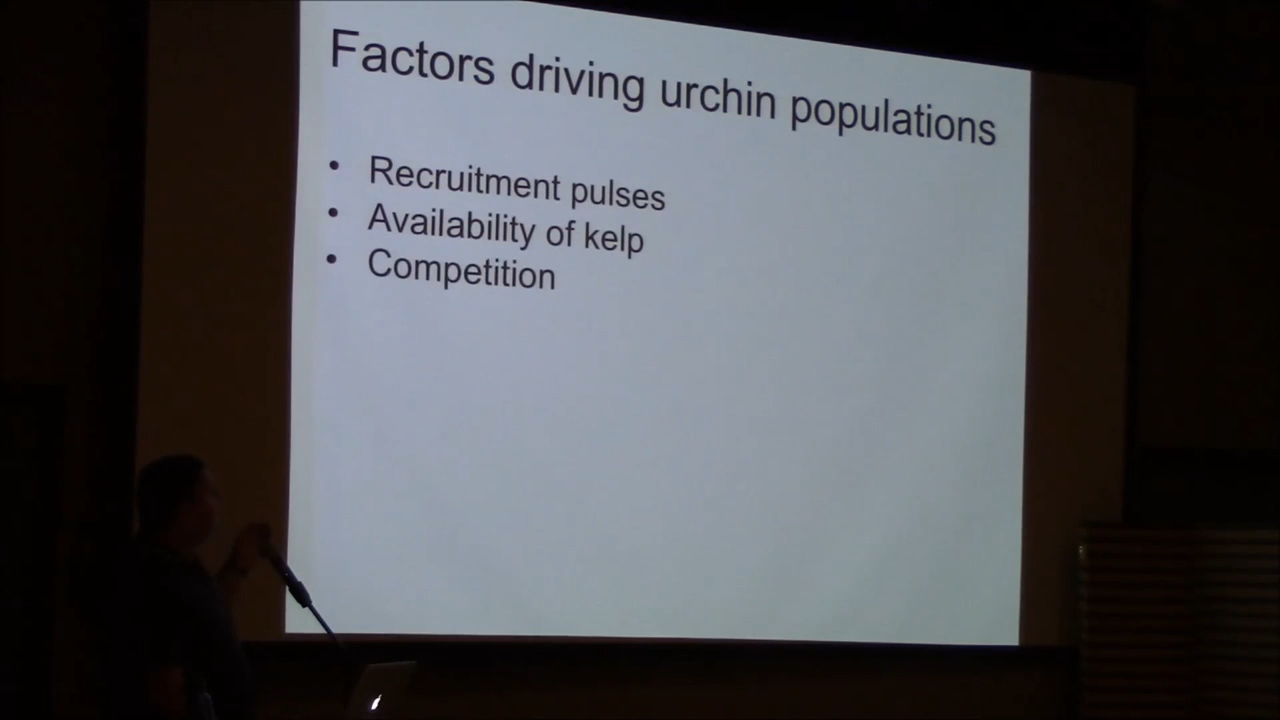 Factors driving urchin populations
• Recruitment pulses
• Availability of kelp
• Competition